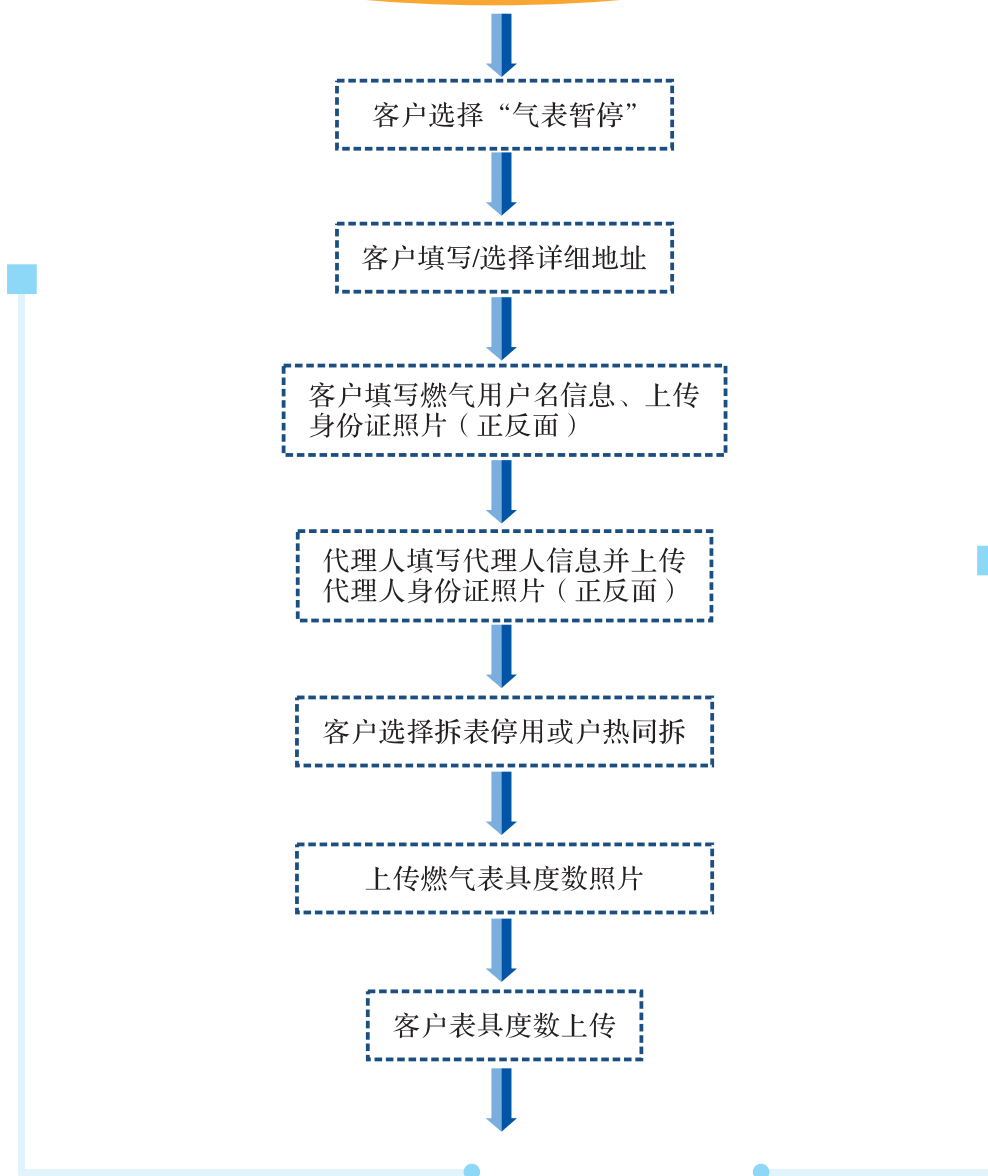 客户选择“气表暂停”
客户填写/选择详细地址
客户填写燃气用户名信息、上传
身份证照片（正反面）
代理人填写代理人信息并上传
代理人身份证照片（正反面）
客户选择拆表停用或户热同拆
上传燃气表具度数照片
客户表具度数上传